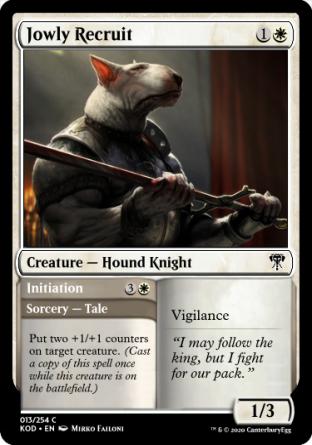 Jowly Recruit 1
Creature — Hound Knight
Initiation 3
Sorcery — Tale
Put two +1/+1 counters
on target creature. (Cast
a copy of this spell once
while this creature is on
the battlefield.)
Vigilance
"I may follow the
king, but I fight
for our pack."
1/3
013/254 C
KOD • EN Mirko Failoni
™ & © 2020 CanterburyEgg